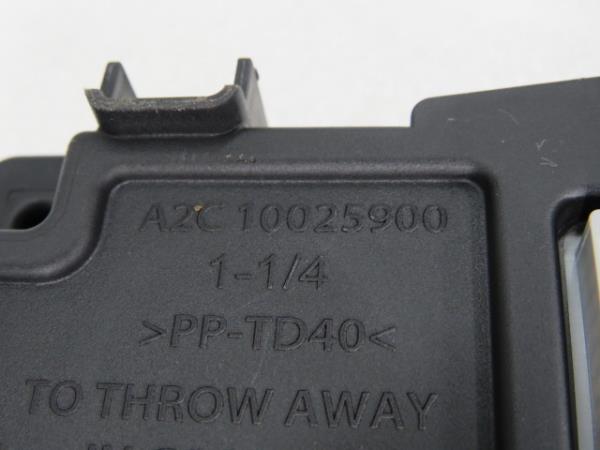 A2C 10025900
1-1/4
>PP-TD40<
TO THROW AWAY